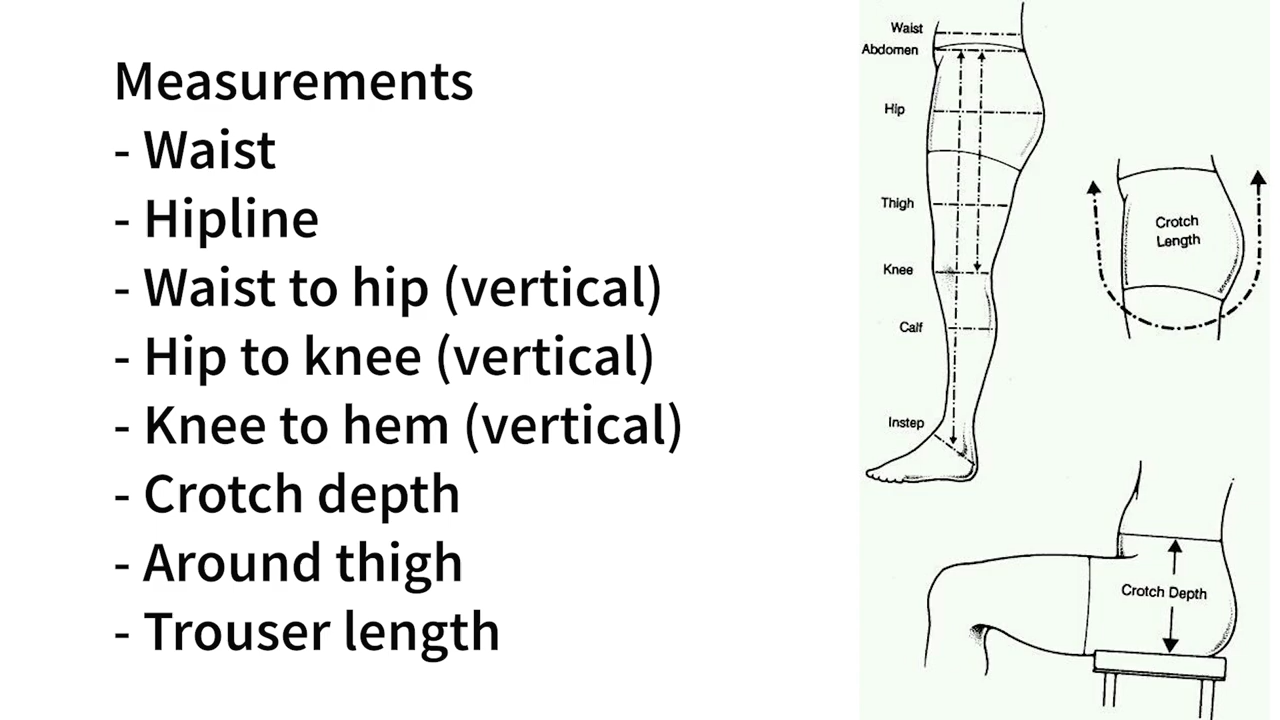 Measurements
- Waist
- Hipline
- Waist to hip (vertical)
- Hip to knee (vertical)
- Knee to hem (vertical)
- Crotch depth
- Around thigh
- Trouser length
Waist
Abdomen
Hip
Thigh
Knee
Calf
Instep
Crotch
Length
Crotch Depth